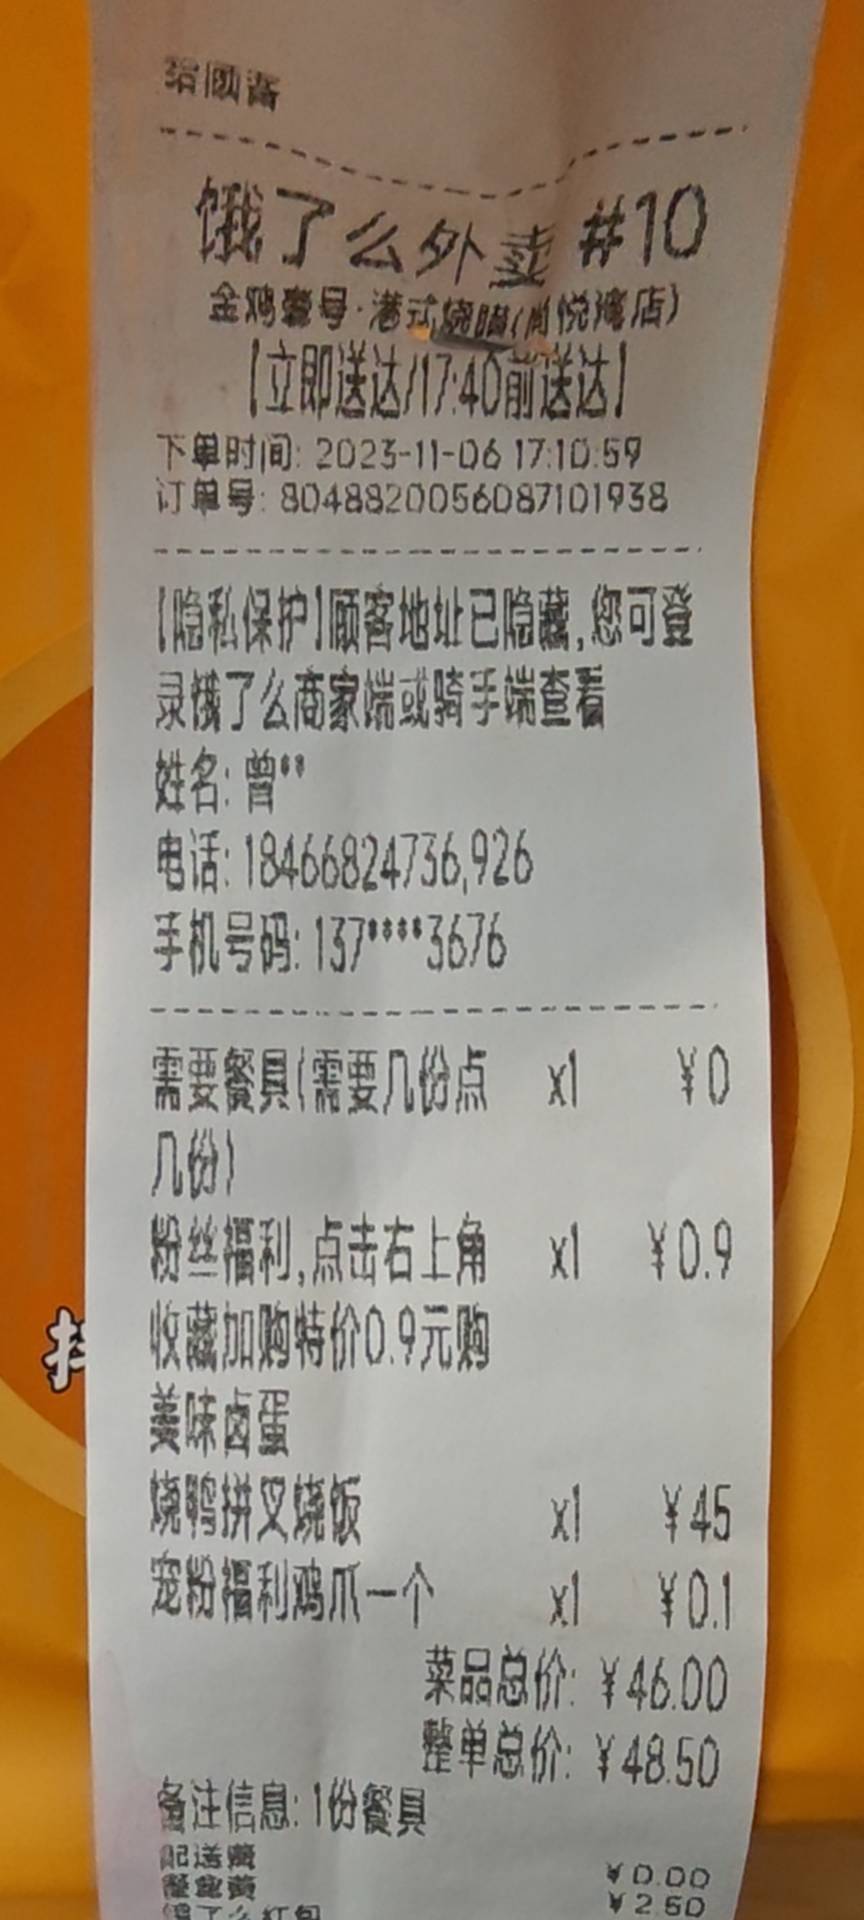 给顾客
饿了么外卖 #10
金鸡壹号·港式烧腊(尚悦湾店)
【立即送达/17:40前送达】
下单时间: 2023-11-06 17:10:59
订单号: 8048820056087101938
【隐私保护】顾客地址已隐藏,您可登
录饿了么商家端或骑手端查看
姓名: 曾**
电话: 18466824736,926
手机号码: 137****3676
需要餐具(需要几份点 x1 ¥0
几份)
粉丝福利,点击右上角 x1 ¥0.9
收藏加购特价0.9元购
美味卤蛋
烧鸭拼叉烧饭 x1 ¥45
宠粉福利鸡爪一个 x1 ¥0.1
菜品总价: ¥46.00
整单总价: ¥48.50
备注信息: 1份餐具
配送费 ¥0.00
餐盒费 ¥2.50
饿了么红包